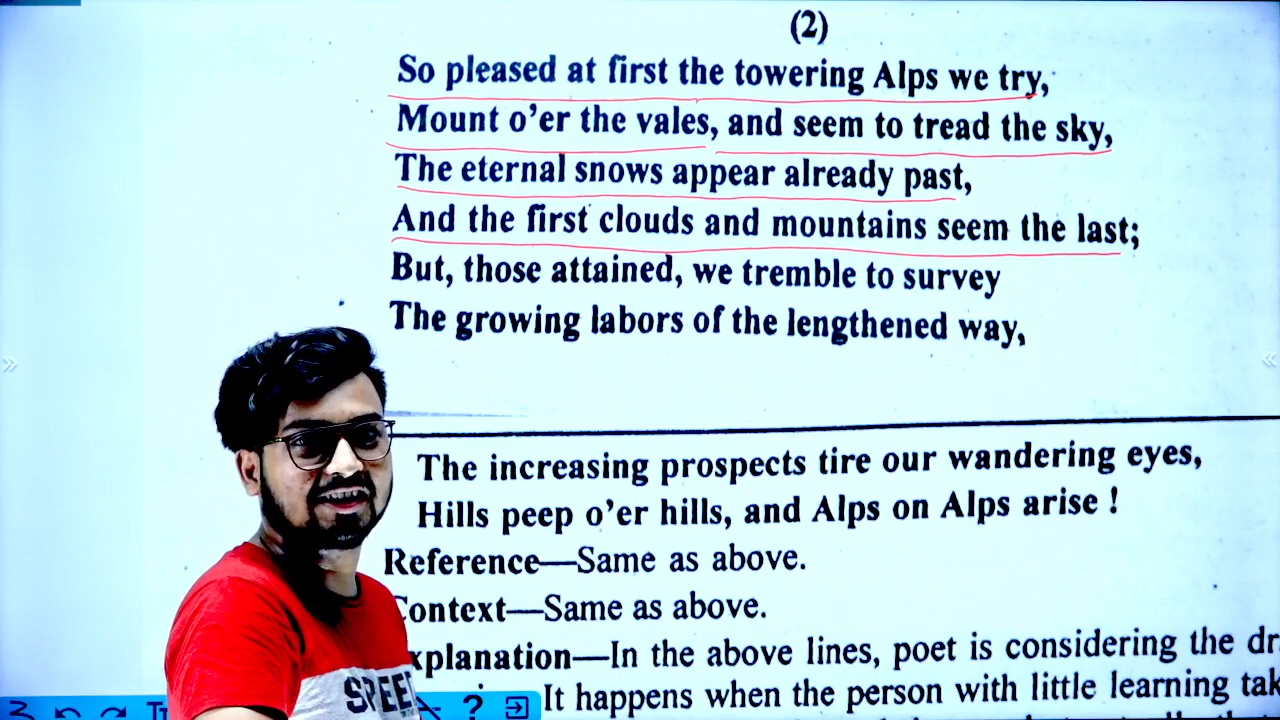 (2)
So pleased at first the towering Alps we try,
Mount o'er the vales, and seem to tread the sky,
The eternal snows appear already past,
And the first clouds and mountains seem the last;
But, those attained, we tremble to survey
The growing labors of the lengthened way,
The increasing prospects tire our wandering eyes,
Hills peep o'er hills, and Alps on Alps arise !
Reference—Same as above.
Context—Same as above.
xplanation—In the above lines, poet is considering the
It happens when the person with little learning
SPEE